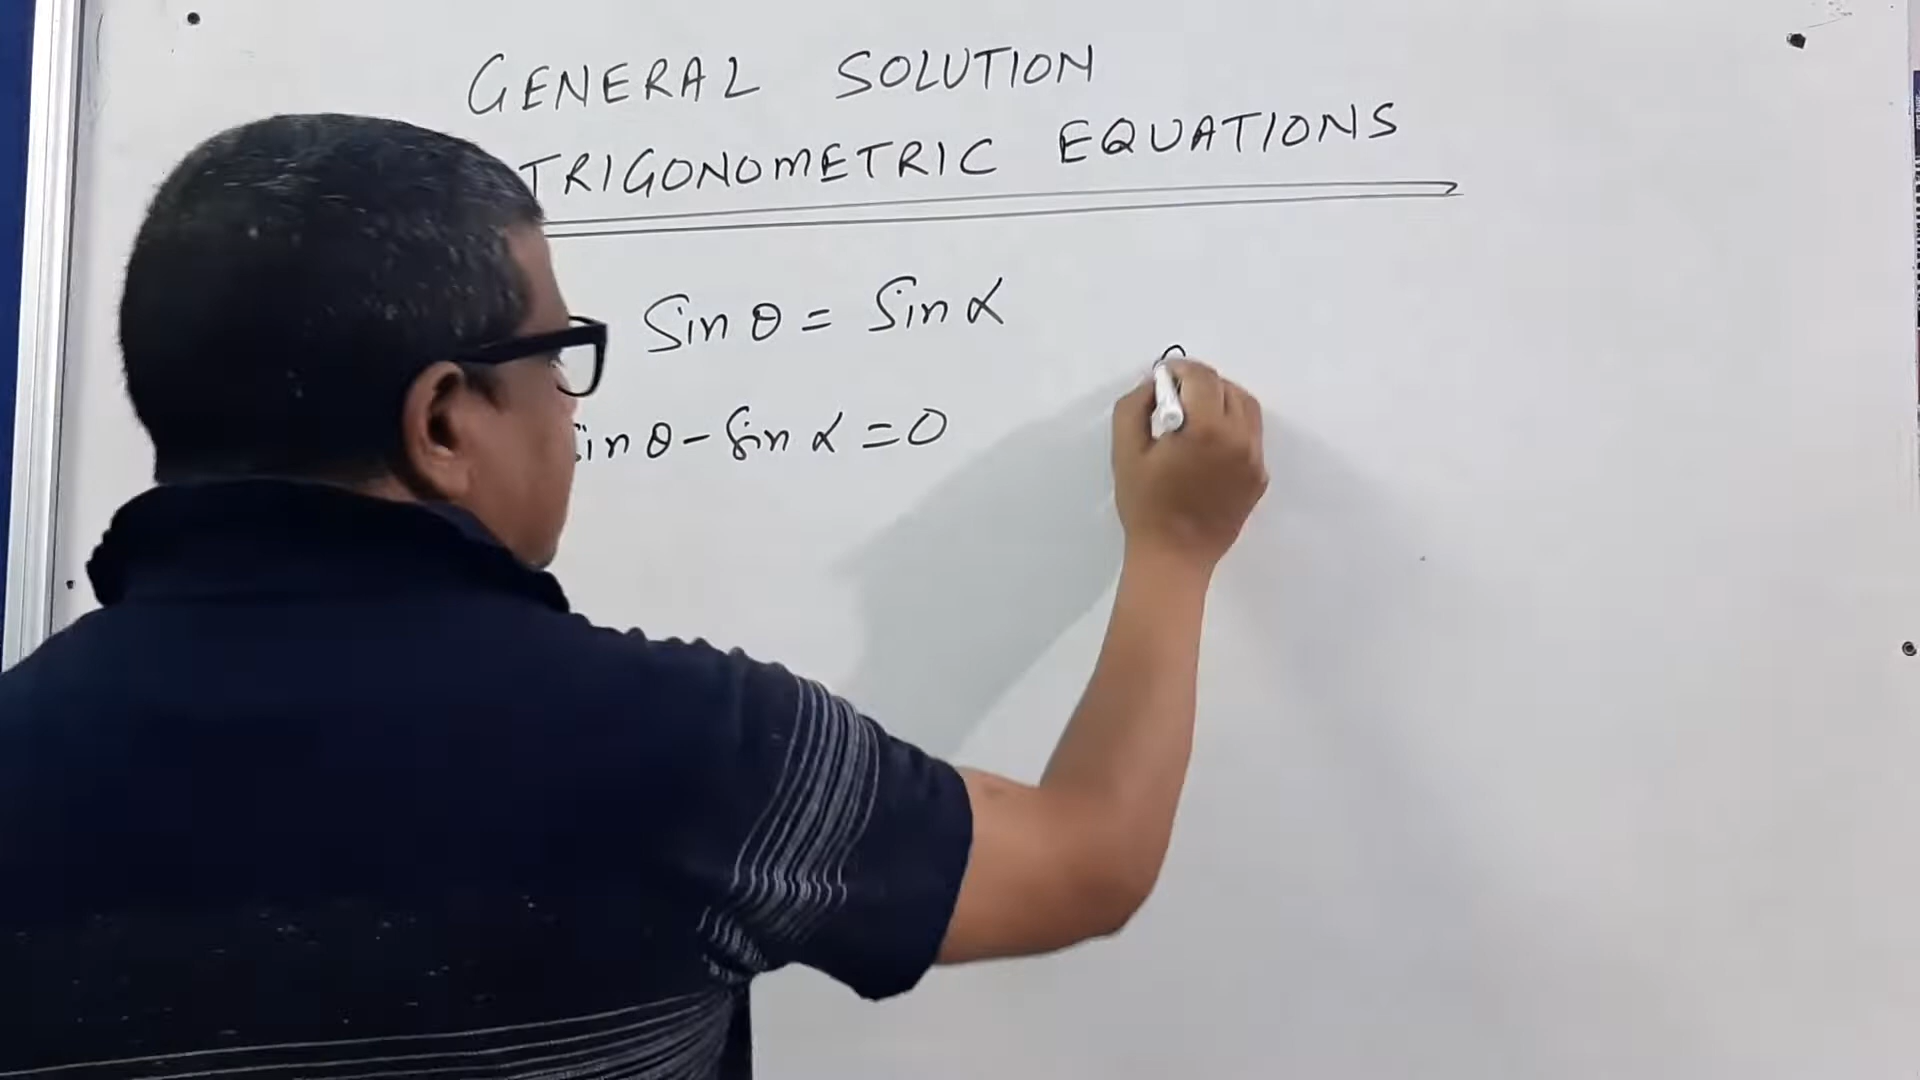 GENERAL SOLUTION
TRIGONOMETRIC EQUATIONS
Sin θ = Sin α
in θ - Sin α = 0